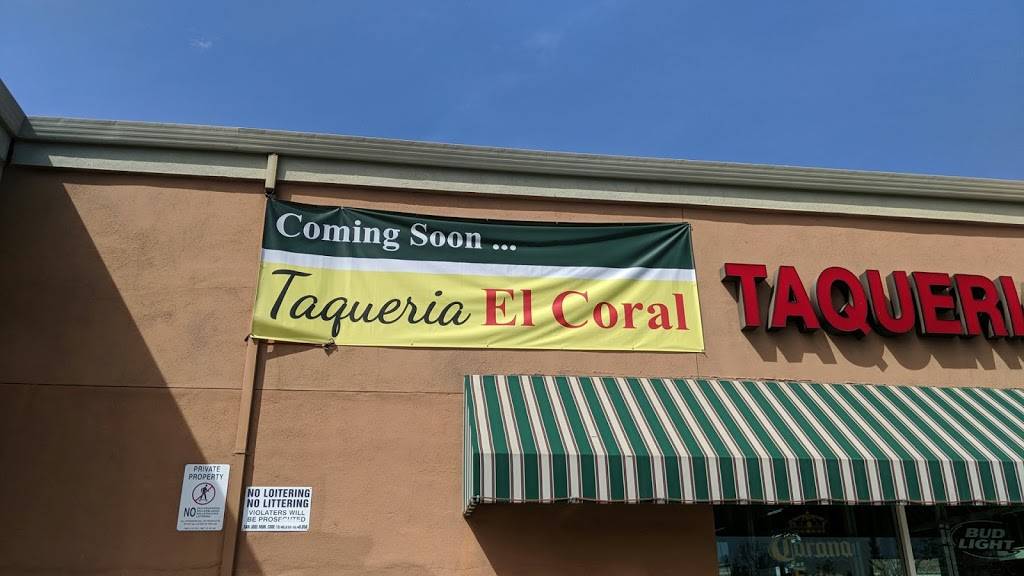 Coming Soon ...
Taqueria El Coral
TAQUERI
PRIVATE
PROPERTY
NO
NO LOITERING
NO LITTERING
VIOLATERS WILL
BE PROSECUTED
Corona
BUD
LIGHT